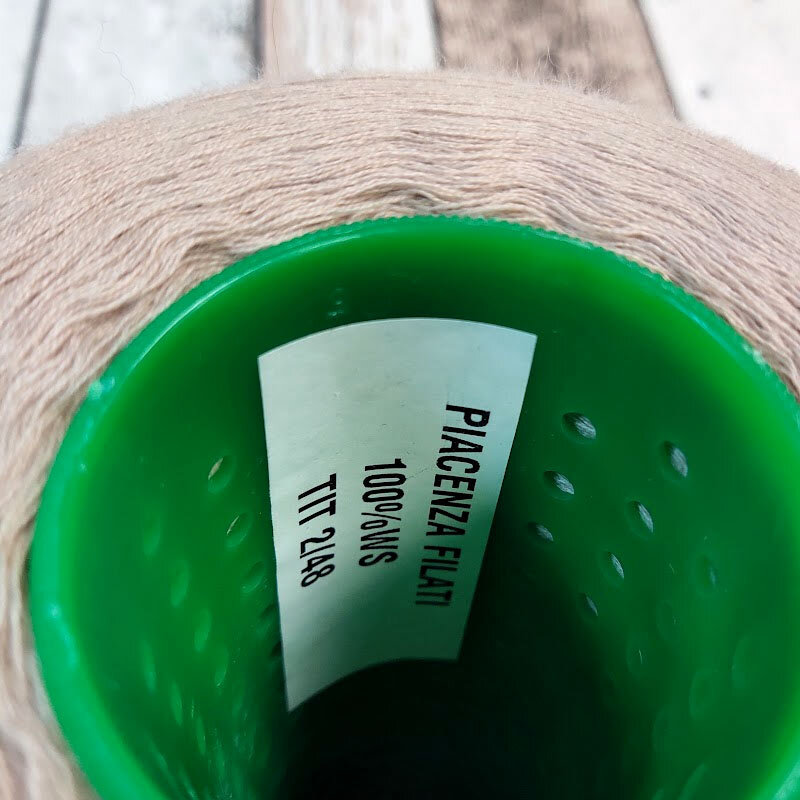 PIACENZA FILATI
100%WS
TIT 2/48